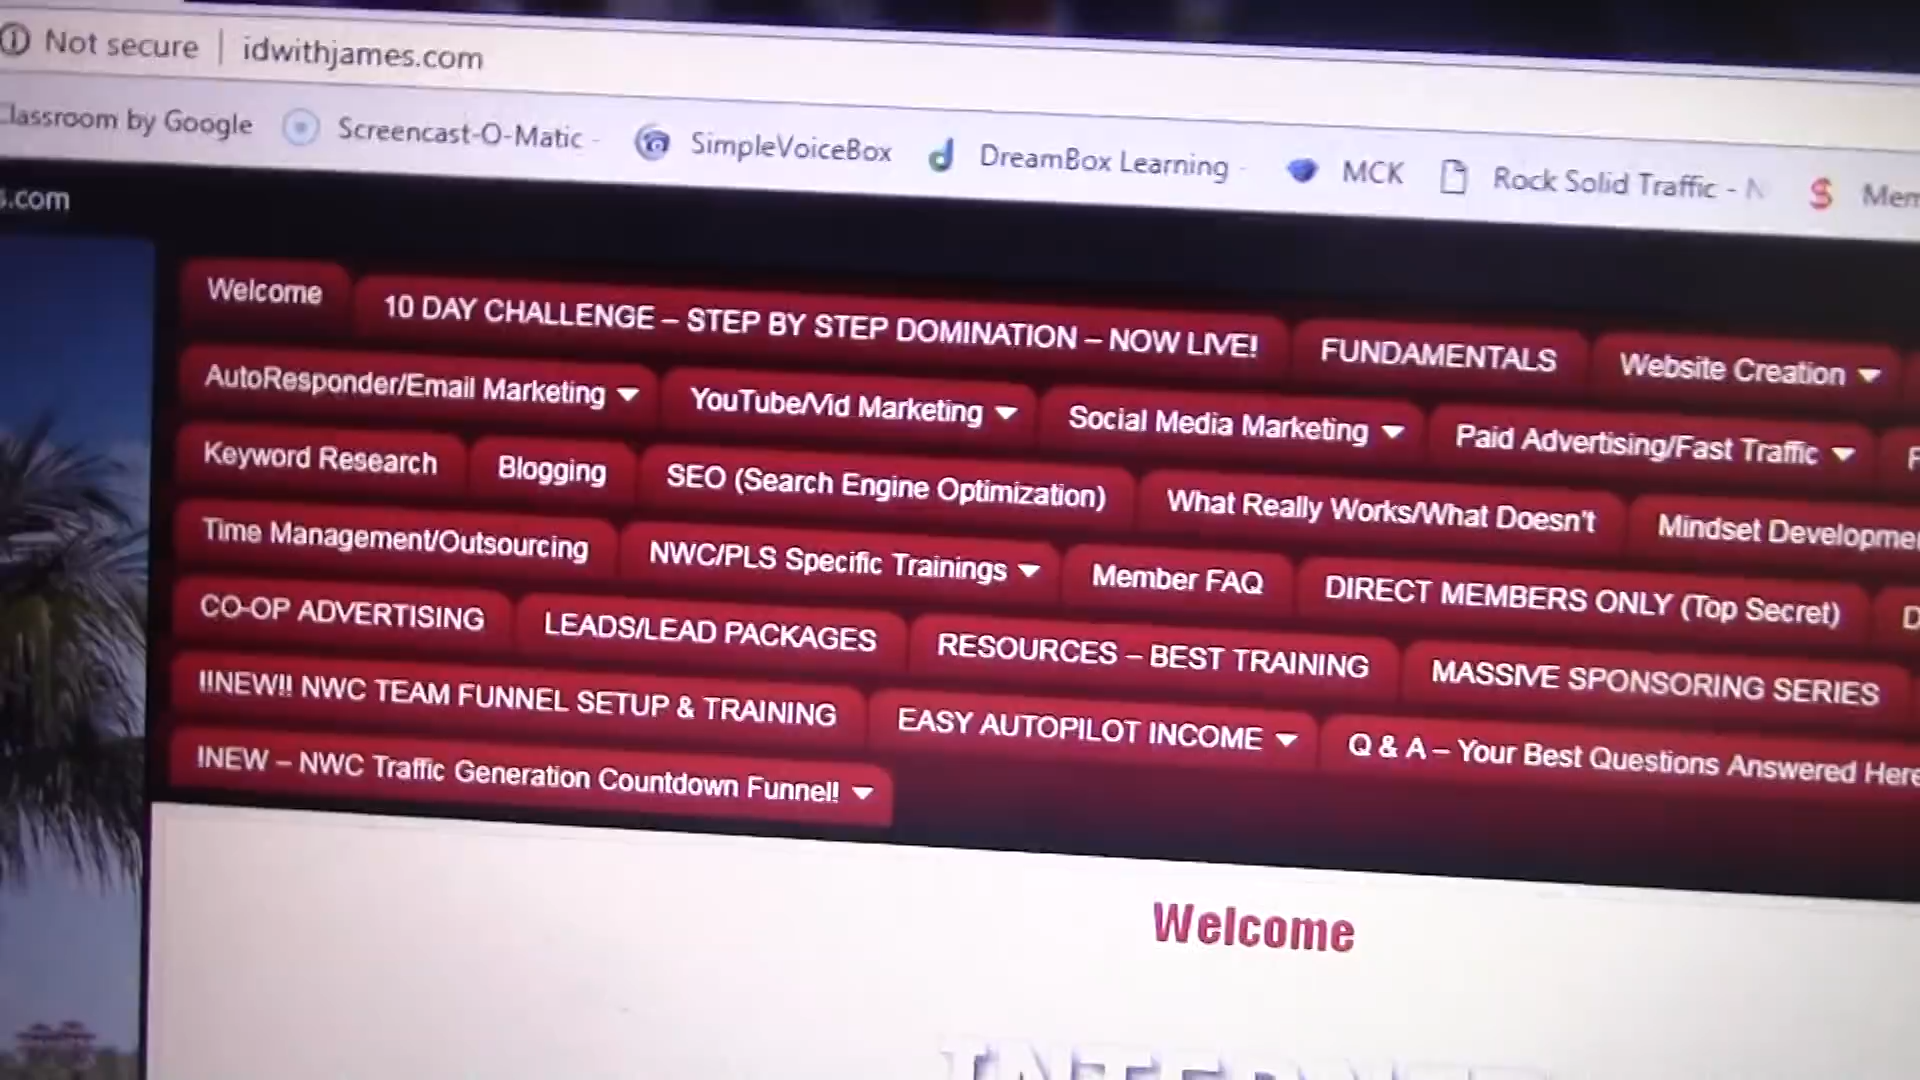 Not secure | idwithjames.com
Classroom by Google Screencast-O-Matic - SimpleVoiceBox DreamBox Learning - MCK Rock Solid Traffic - N
s.com
Welcome 10 DAY CHALLENGE – STEP BY STEP DOMINATION – NOW LIVE! FUNDAMENTALS Website Creation
AutoResponder/Email Marketing YouTube/Vid Marketing Social Media Marketing Paid Advertising/Fast Traffic
Keyword Research Blogging SEO (Search Engine Optimization) What Really Works/What Doesn't Mindset
Time Management/Outsourcing NWC/PLS Specific Trainings Member FAQ DIRECT MEMBERS ONLY (Top Secret)
CO-OP ADVERTISING LEADS/LEAD PACKAGES RESOURCES – BEST TRAINING MASSIVE SPONSORING SERIES
!!NEW!! NWC TEAM FUNNEL SETUP & TRAINING EASY AUTOPILOT INCOME Q & A – Your Best Questions Answered Here
!NEW – NWC Traffic Generation Countdown Funnel!
Welcome